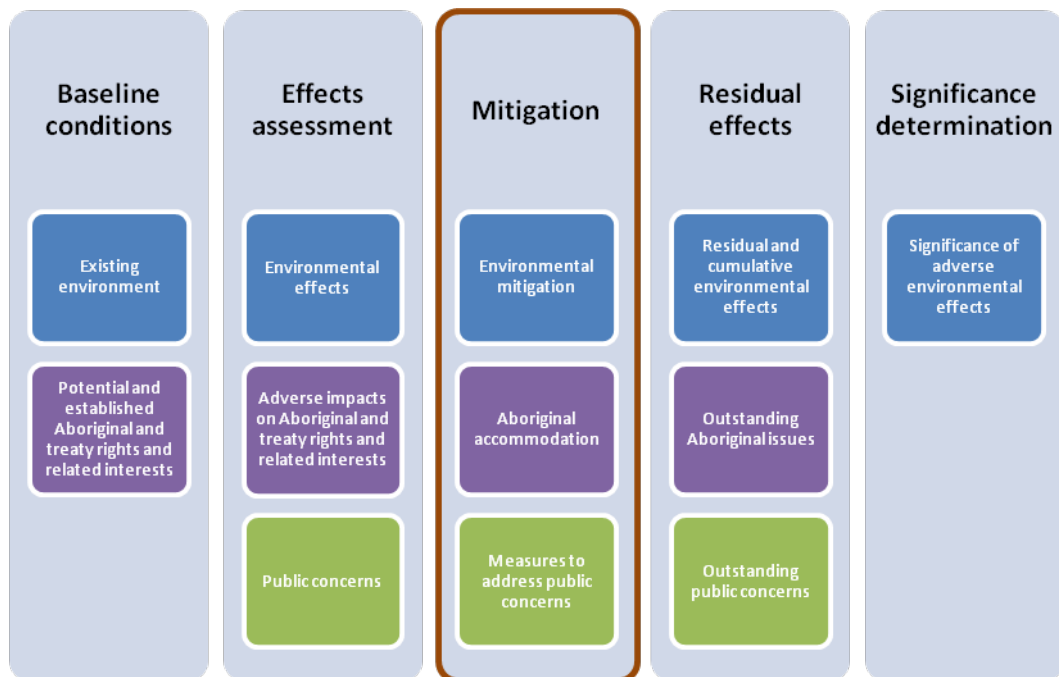 Baseline
conditions
Existing
environment
Potential and
established
Aboriginal and
treaty rights and
related interests
Effects
assessment
Environmental
effects
Adverse impacts
on Aboriginal and
treaty rights and
related interests
Public concerns
Mitigation
Environmental
mitigation
Aboriginal
accommodation
Measures to
address public
concerns
Residual
effects
Residual and
cumulative
environmental
effects
Outstanding
Aboriginal issues
Outstanding
public concerns
Significance
determination
Significance of
adverse
environmental
effects